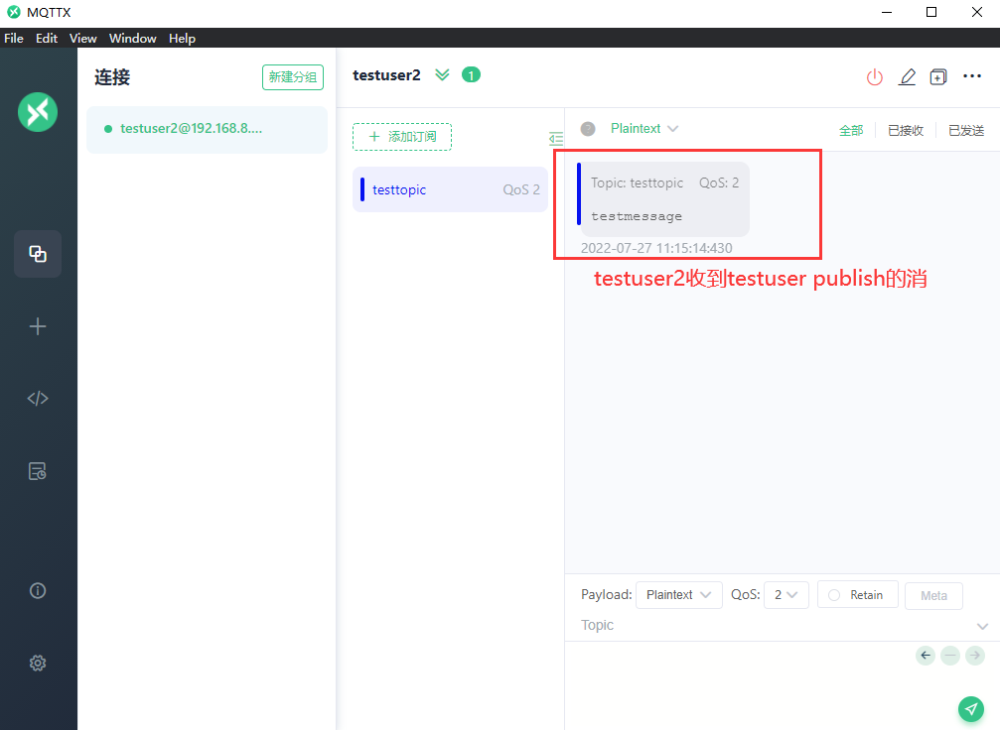 MQTTX
File Edit View Window Help
连接
新建分组
testuser2@192.168.8....
testuser2
1
添加订阅
testtopic QoS 2
Plaintext
全部 已接收 已发送
Topic: testtopic QoS: 2
testmessage
2022-07-27 11:15:14:430
testuser2收到testuser publish的消
Payload: Plaintext QoS: 2 Retain Meta
Topic